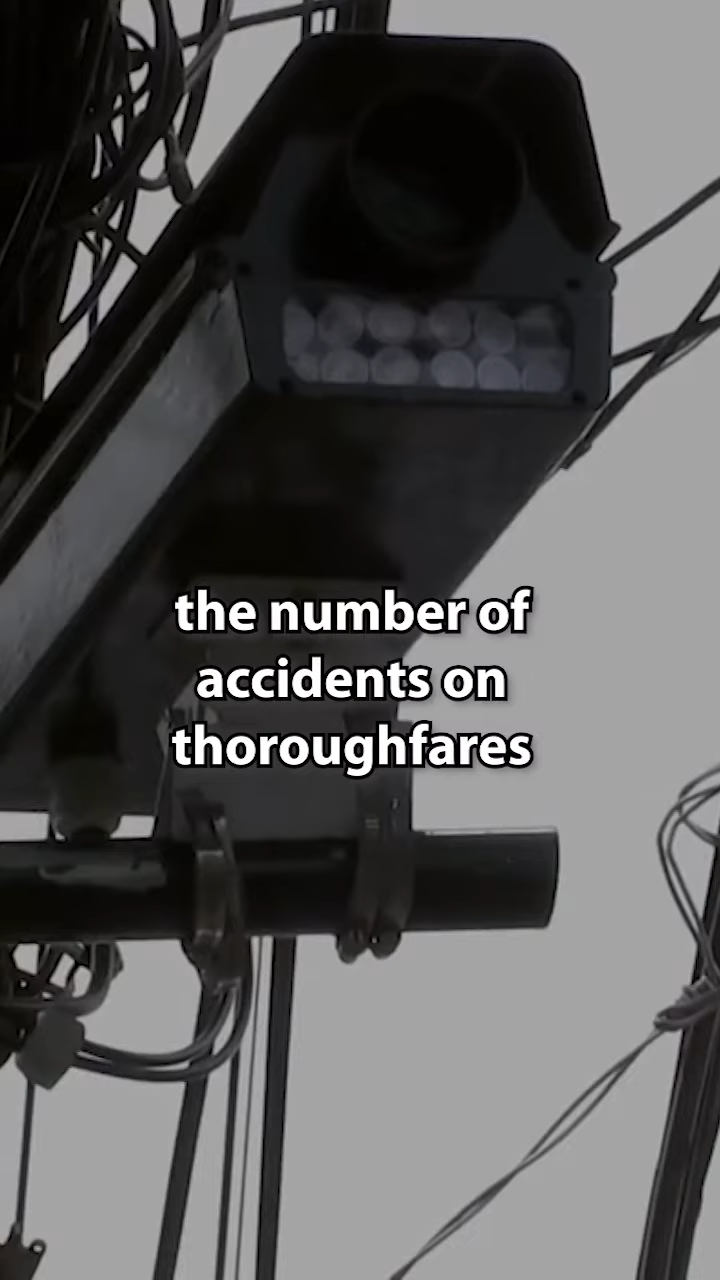 the number of
accidents on
thoroughfares